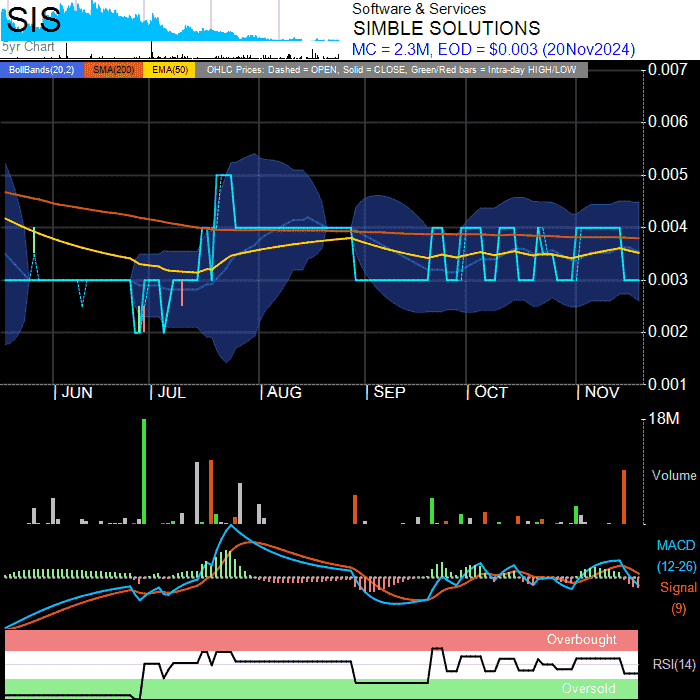 SIS
5yr Chart
Software & Services
SIMBLE SOLUTIONS
MC = 2.3M, EOD = $0.003 (20Nov2024)
BollBands(20,2) SMA(200) EMA(50) OHLC Prices: Dashed = OPEN, Solid = CLOSE, Green/Red bars = Intra-day HIGH/LOW
0.007
0.006
0.005
0.004
0.003
0.002
0.001
JUN JUL AUG SEP OCT NOV
18M
Volume
MACD
(12-26)
Signal
(9)
Overbought
RSI(14)
Oversold